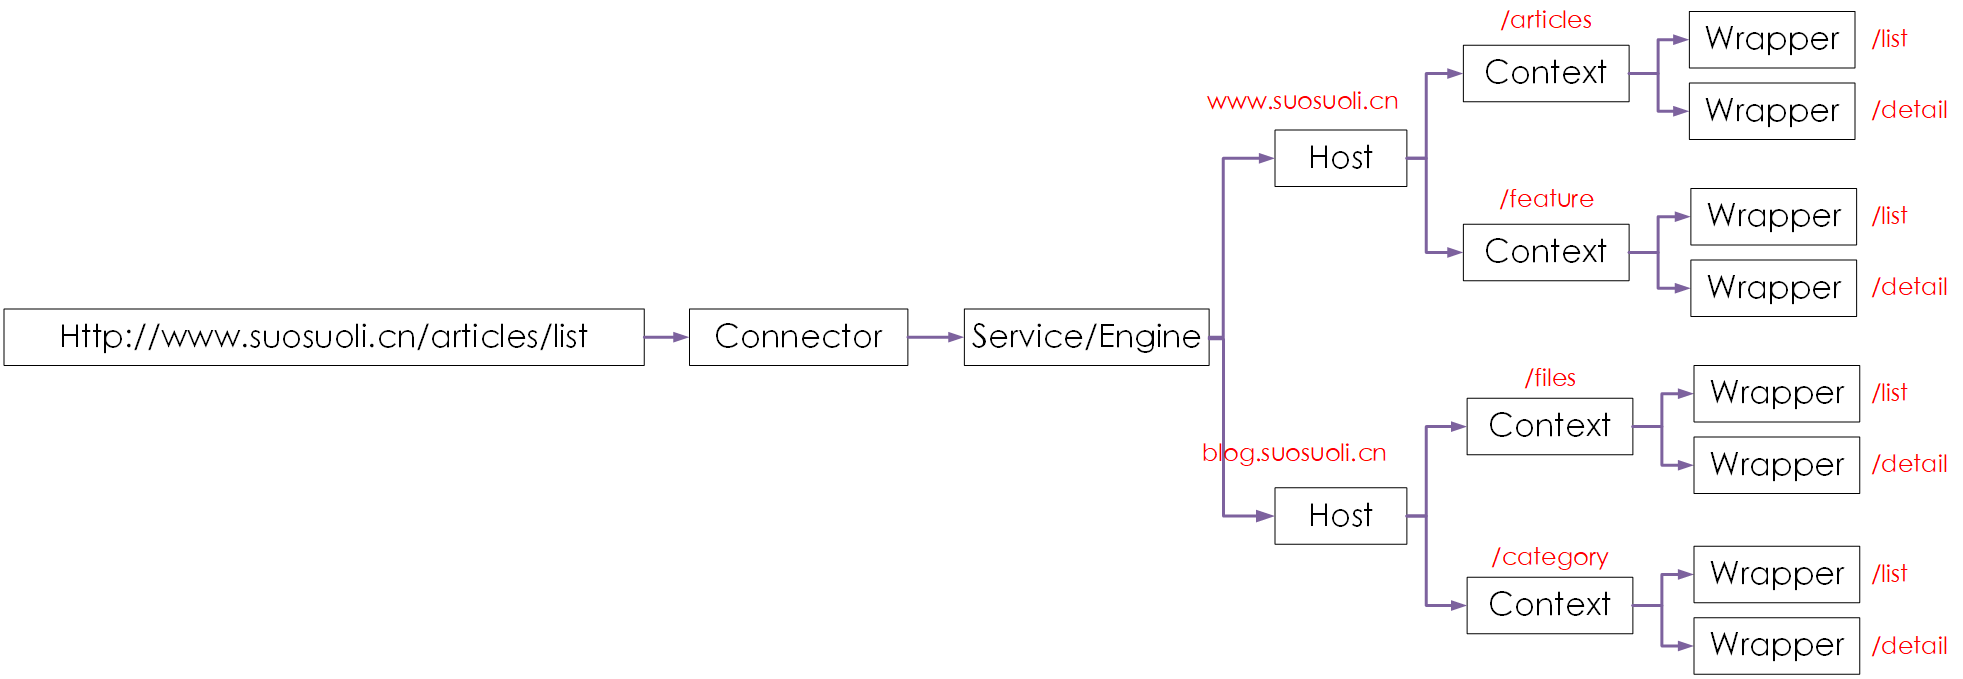 Http://www.suosuoli.cn/articles/list
Connector
Service/Engine
www.suosuoli.cn
Host
/articles
Context
Wrapper
/list
Wrapper
/detail
/feature
Context
Wrapper
/list
Wrapper
/detail
blog.suosuoli.cn
Host
/files
Context
Wrapper
/list
Wrapper
/detail
/category
Context
Wrapper
/list
Wrapper
/detail